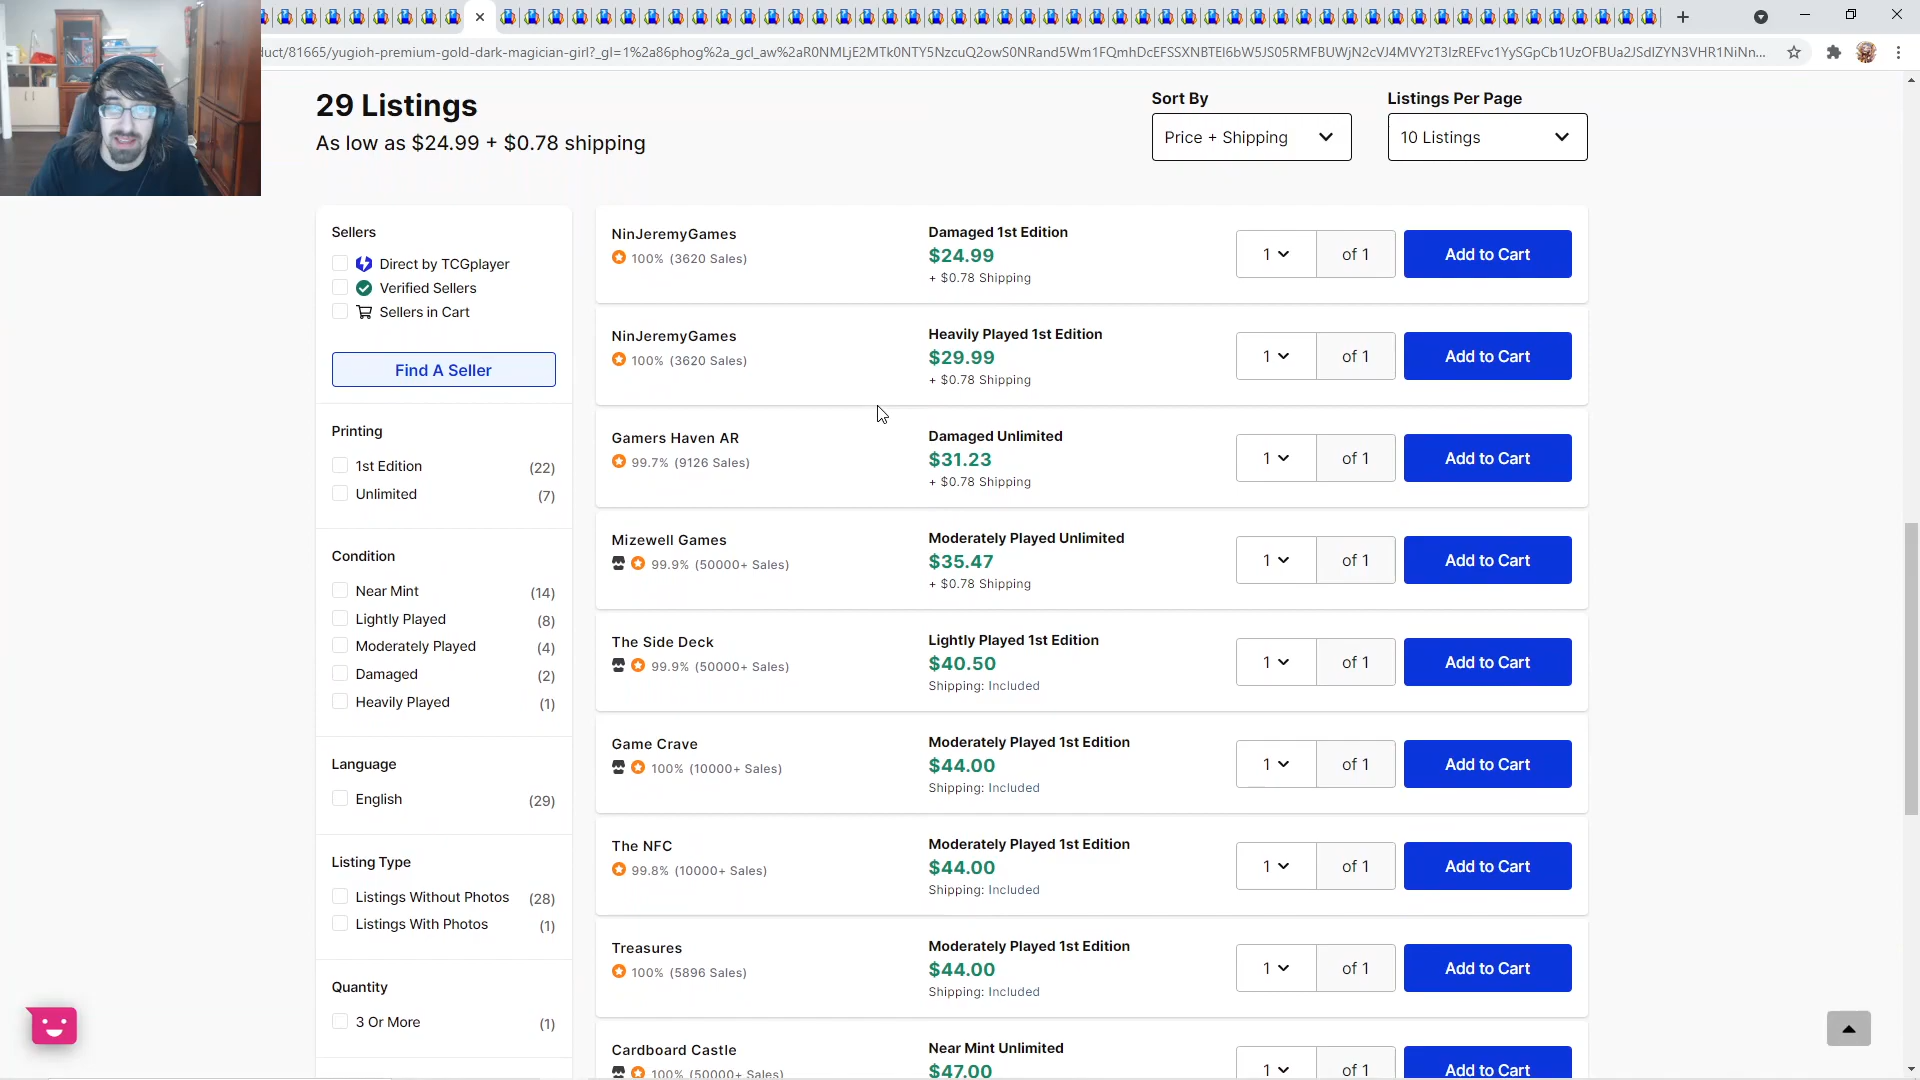 duct/81665/yugioh-premium-gold-dark-magician-girl?_gl=1%2a86phog%2a_gcl_aw%2aR0NMLjE2MTk0NTY5NzcuQ2owS0NRand5Wm1FQmhDcEFSSXNBTEl6bW5JS05RMFBUWjN2cVJ4MVY2T3IzREFvc1YySGpCb1UzOFBUa2JSdlZYN3VHR1NiNn...
29 Listings
As low as $24.99 + $0.78 shipping
Sort By
Price + Shipping
Listings Per Page
10 Listings
Sellers
Direct by TCGplayer
Verified Sellers
Sellers in Cart
Find A Seller
Printing
1st Edition (22)
Unlimited (7)
Condition
Near Mint (14)
Lightly Played (8)
Moderately Played (4)
Damaged (2)
Heavily Played (1)
Language
English (29)
Listing Type
Listings Without Photos (28)
Listings With Photos (1)
Quantity
3 Or More (1)
NinJeremyGames
100% (3620 Sales)
Damaged 1st Edition
$24.99
+ $0.78 Shipping
1 of 1 Add to Cart
NinJeremyGames
100% (3620 Sales)
Heavily Played 1st Edition
$29.99
+ $0.78 Shipping
1 of 1 Add to Cart
Gamers Haven AR
99.7% (9126 Sales)
Damaged Unlimited
$31.23
+ $0.78 Shipping
1 of 1 Add to Cart
Mizewell Games
99.9% (50000+ Sales)
Moderately Played Unlimited
$35.47
+ $0.78 Shipping
1 of 1 Add to Cart
The Side Deck
99.9% (50000+ Sales)
Lightly Played 1st Edition
$40.50
Shipping: Included
1 of 1 Add to Cart
Game Crave
100% (10000+ Sales)
Moderately Played 1st Edition
$44.00
Shipping: Included
1 of 1 Add to Cart
The NFC
99.8% (10000+ Sales)
Moderately Played 1st Edition
$44.00
Shipping: Included
1 of 1 Add to Cart
Treasures
100% (5896 Sales)
Moderately Played 1st Edition
$44.00
Shipping: Included
1 of 1 Add to Cart
Cardboard Castle
100% (50000+ Sales)
Near Mint Unlimited
$47.00
1 of 1 Add to Cart